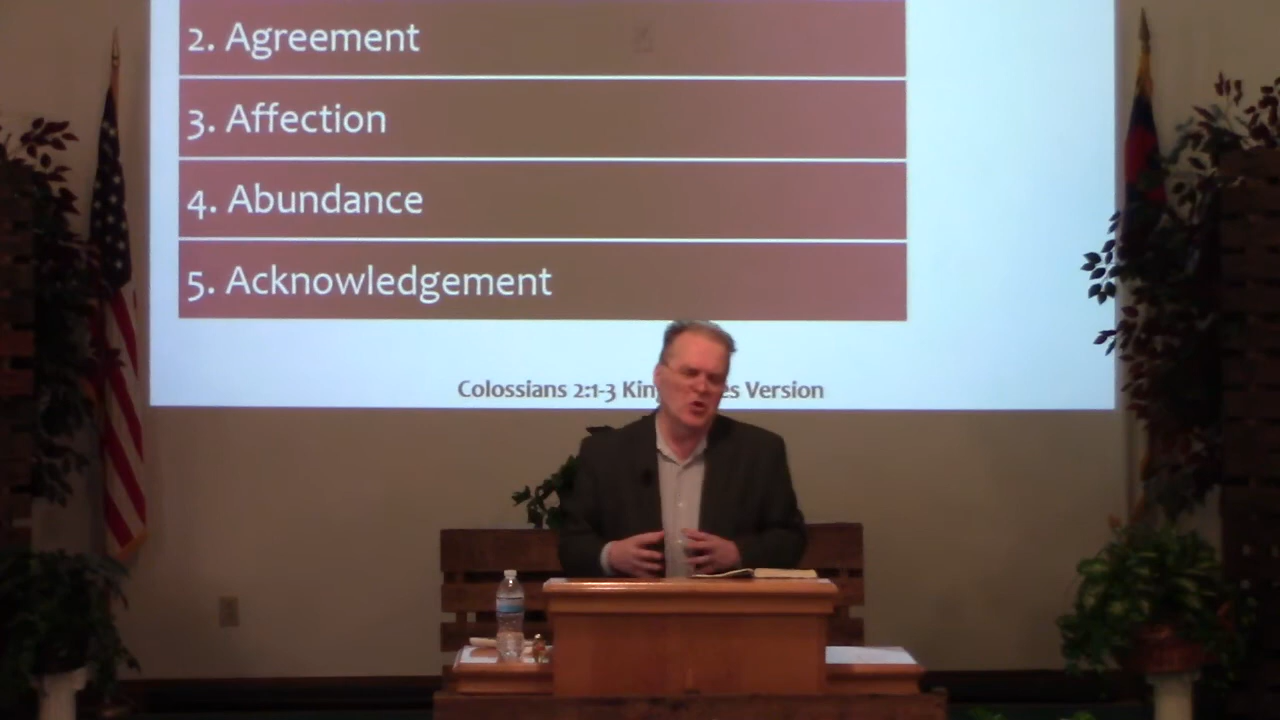 2. Agreement
3. Affection
4. Abundance
5. Acknowledgement
Colossians 2:1-3 Version